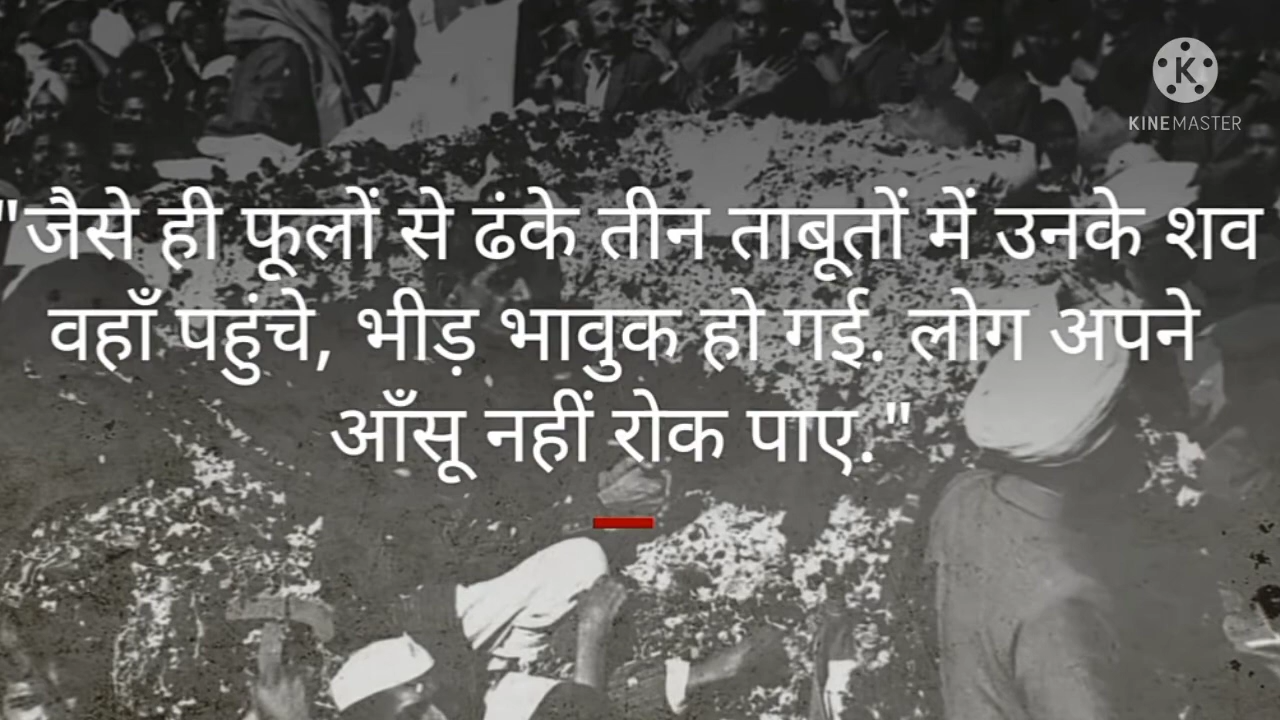 KINEMASTER
"जैसे ही फूलों से ढंके तीन ताबूतों में उनके शव
वहाँ पहुंचे, भीड़ भावुक हो गई. लोग अपने
आँसू नहीं रोक पाए."